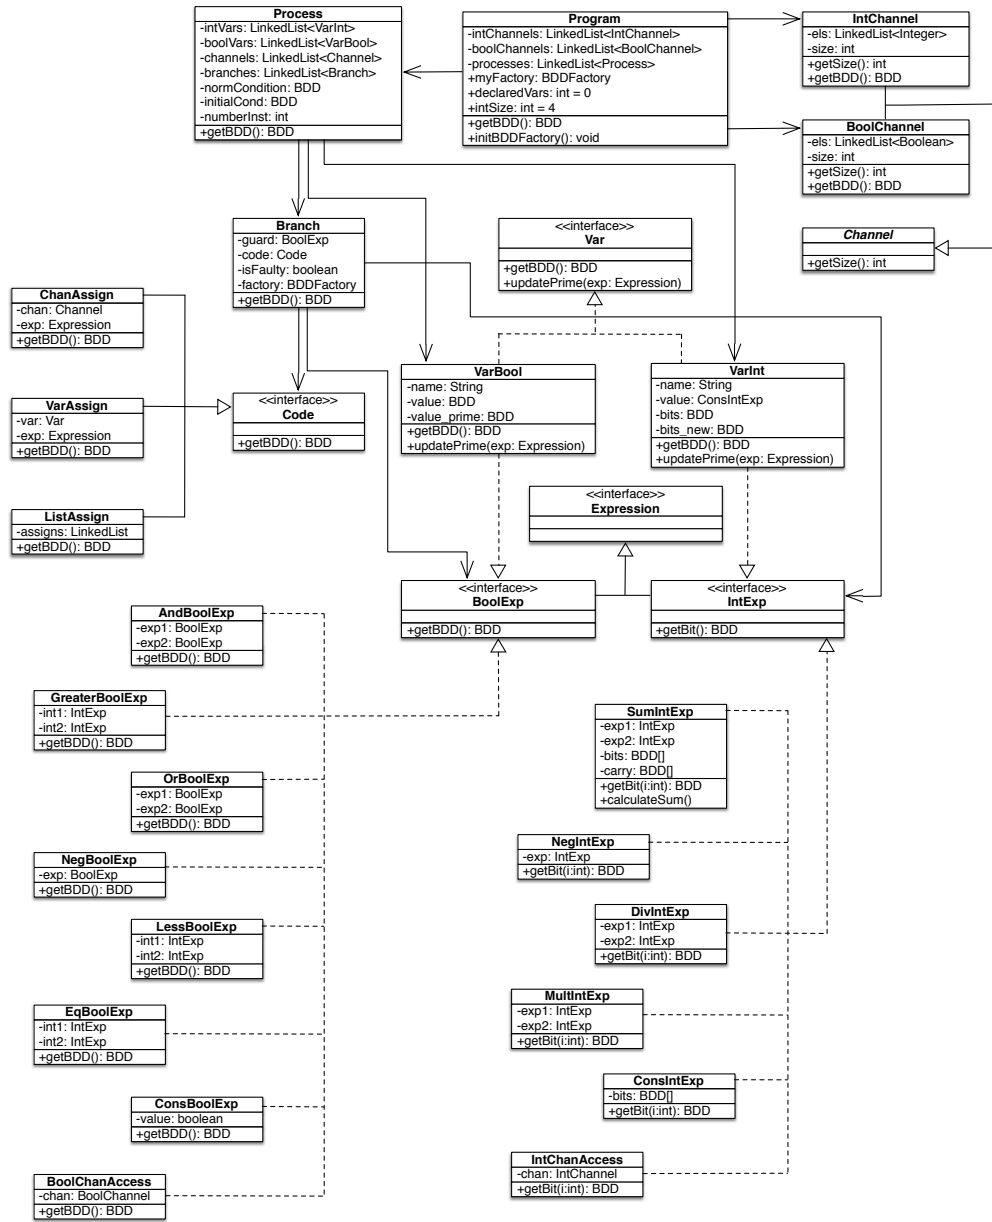 Process
-intVars: LinkedList<VarInt>
-boolVars: LinkedList<VarBool>
-channels: LinkedList<Channel>
-branches: LinkedList<Branch>
-normCondition: BDD
-initialCond: BDD
-numberInst: int
+getBDD(): BDD
Program
-intChannels: LinkedList<IntChannel>
-boolChannels: LinkedList<BoolChannel>
-processes: LinkedList<Process>
+myFactory: BDDFactory
+declaredVars: int = 0
+intSize: int = 4
+getBDD(): BDD
+initBDDFactory(): void
IntChannel
-els: LinkedList<Integer>
-size: int
+getSize(): int
+getBDD(): BDD
BoolChannel
-els: LinkedList<Boolean>
-size: int
+getSize(): int
+getBDD(): BDD
Channel
+getSize(): int
Branch
-guard: BoolExp
-code: Code
-isFaulty: boolean
-factory: BDDFactory
+getBDD(): BDD
<<interface>>
Var
+getBDD(): BDD
+updatePrime(exp: Expression)
ChanAssign
-chan: Channel
-exp: Expression
+getBDD(): BDD
VarAssign
-var: Var
-exp: Expression
+getBDD(): BDD
ListAssign
-assigns: LinkedList
+getBDD(): BDD
<<interface>>
Code
+getBDD(): BDD
VarBool
-name: String
-value: BDD
-value_prime: BDD
+getBDD(): BDD
+updatePrime(exp: Expression)
VarInt
-name: String
-value: ConsIntExp
-bits: BDD
-bits_new: BDD
+getBDD(): BDD
+updatePrime(exp: Expression)
<<interface>>
Expression
<<interface>>
BoolExp
+getBDD(): BDD
<<interface>>
IntExp
+getBit(): BDD
AndBoolExp
-exp1: BoolExp
-exp2: BoolExp
+getBDD(): BDD
GreaterBoolExp
-int1: IntExp
-int2: IntExp
+getBDD(): BDD
OrBoolExp
-exp1: BoolExp
-exp2: BoolExp
+getBDD(): BDD
NegBoolExp
-exp: BoolExp
+getBDD(): BDD
LessBoolExp
-int1: IntExp
-int2: IntExp
+getBDD(): BDD
EqBoolExp
-int1: IntExp
-int2: IntExp
+getBDD(): BDD
ConsBoolExp
-value: boolean
+getBDD(): BDD
BoolChanAccess
-chan: BoolChannel
+getBDD(): BDD
SumIntExp
-exp1: IntExp
-exp2: IntExp
-bits: BDD[]
-carry: BDD[]
+getBit(i:int): BDD
+calculateSum()
NegIntExp
-exp: IntExp
+getBit(i:int): BDD
DivIntExp
-exp1: IntExp
-exp2: IntExp
+getBit(i:int): BDD
MultIntExp
-exp1: IntExp
-exp2: IntExp
+getBit(i:int): BDD
ConsIntExp
-bits: BDD[]
+getBit(i:int): BDD
IntChanAccess
-chan: IntChannel
+getBit(i:int): BDD